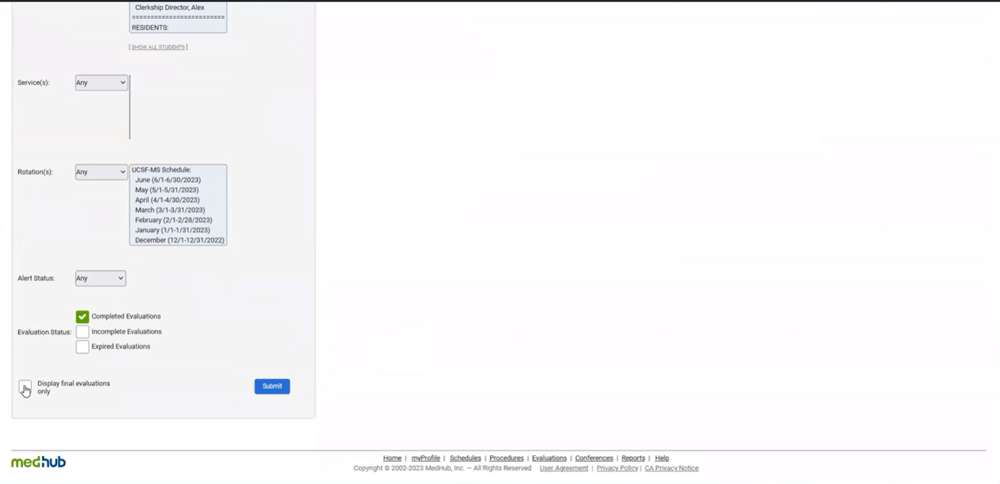 Clerkship Director, Alex
========================
RESIDENTS:
[ SHOW ALL STUDENTS ]
Service(s): Any
Rotation(s): Any
UCSF-MS Schedule:
June (6/1-6/30/2023)
May (5/1-5/31/2023)
April (4/1-4/30/2023)
March (3/1-3/31/2023)
February (2/1-2/28/2023)
January (1/1-1/31/2023)
December (12/1-12/31/2022)
Alert Status: Any
Evaluation Status:
Completed Evaluations
Incomplete Evaluations
Expired Evaluations
Display final evaluations
only
Submit
medhub
Home | myProfile | Schedules | Procedures | Evaluations | Conferences | Reports | Help
Copyright © 2002-2023 MedHub, Inc. — All Rights Reserved User Agreement | Privacy Policy | CA Privacy Notice